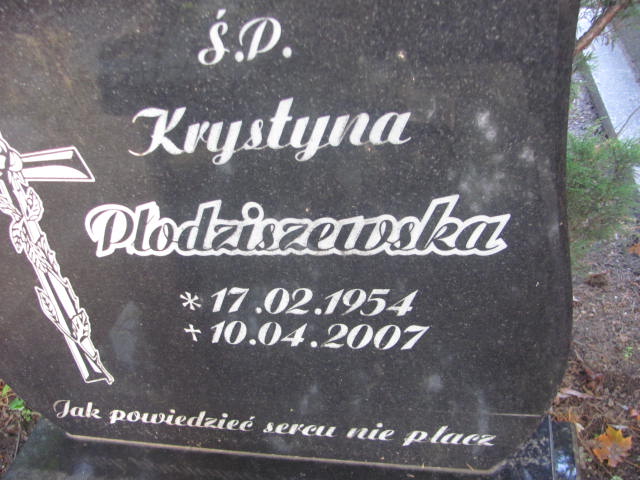 Ś.P.
Krystyna
Płodziszewska
* 17.02.1954
✝ 10.04.2007
Jak powiedzieć sercu nie płacz